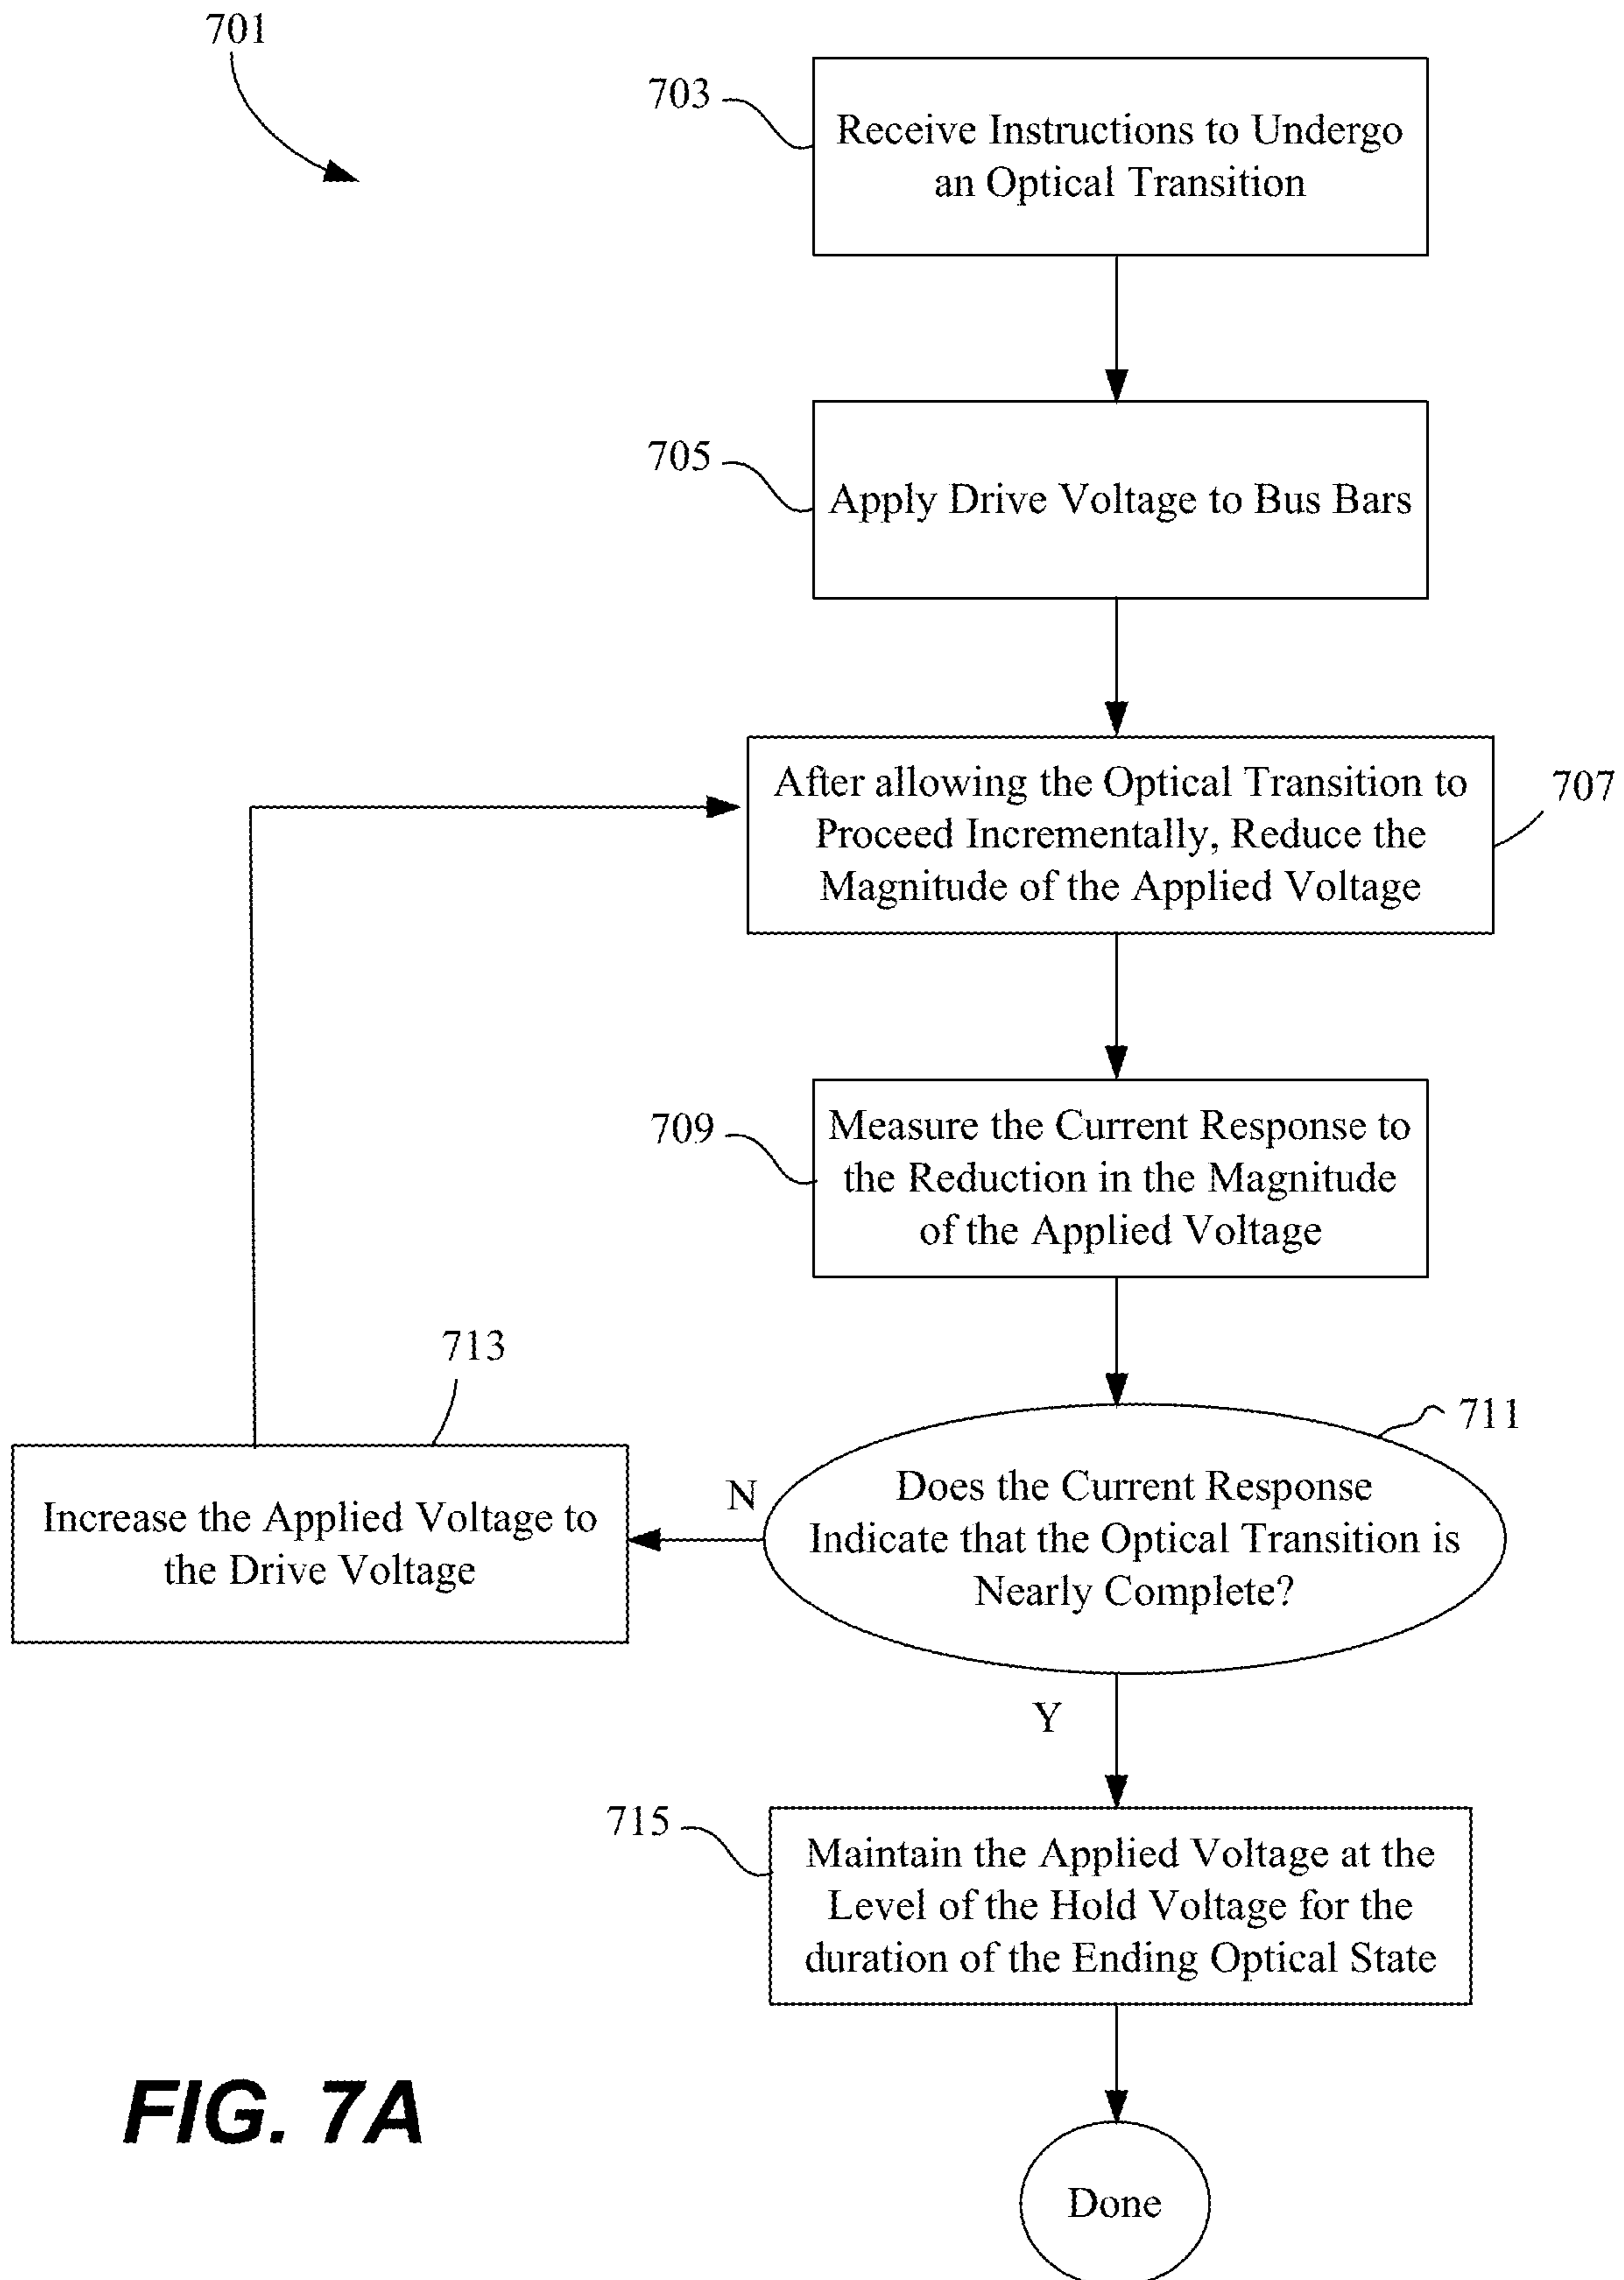 701
703
Receive Instructions to Undergo
an Optical Transition
705
Apply Drive Voltage to Bus Bars
After allowing the Optical Transition to
Proceed Incrementally, Reduce the
Magnitude of the Applied Voltage
707
709
Measure the Current Response to
the Reduction in the Magnitude
of the Applied Voltage
713
Increase the Applied Voltage to
the Drive Voltage
N
711
Does the Current Response
Indicate that the Optical Transition is
Nearly Complete?
Y
715
Maintain the Applied Voltage at the
Level of the Hold Voltage for the
duration of the Ending Optical State
FIG. 7A
Done